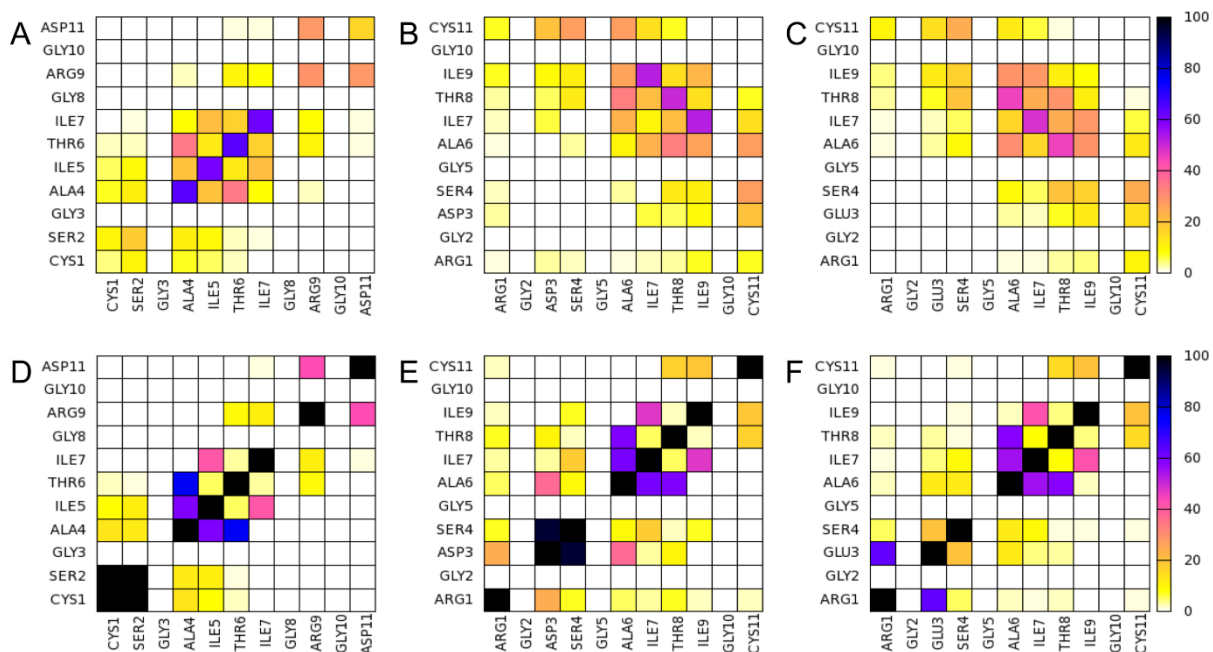 A
ASP11
GLY10
ARG9
GLY8
ILE7
THR6
ILE5
ALA4
GLY3
SER2
CYS1
CYS1 SER2 GLY3 ALA4 ILE5 THR6 ILE7 GLY8 ARG9 GLY10 ASP11
B
CYS11
GLY10
ILE9
THR8
ILE7
ALA6
GLY5
SER4
ASP3
GLY2
ARG1
ARG1 GLY2 ASP3 SER4 GLY5 ALA6 ILE7 THR8 ILE9 GLY10 CYS11
C
CYS11
GLY10
ILE9
THR8
ILE7
ALA6
GLY5
SER4
GLU3
GLY2
ARG1
ARG1 GLY2 GLU3 SER4 GLY5 ALA6 ILE7 THR8 ILE9 GLY10 CYS11
100
80
60
40
20
0
D
ASP11
GLY10
ARG9
GLY8
ILE7
THR6
ILE5
ALA4
GLY3
SER2
CYS1
CYS1 SER2 GLY3 ALA4 ILE5 THR6 ILE7 GLY8 ARG9 GLY10 ASP11
E
CYS11
GLY10
ILE9
THR8
ILE7
ALA6
GLY5
SER4
ASP3
GLY2
ARG1
ARG1 GLY2 ASP3 SER4 GLY5 ALA6 ILE7 THR8 ILE9 GLY10 CYS11
F
CYS11
GLY10
ILE9
THR8
ILE7
ALA6
GLY5
SER4
GLU3
GLY2
ARG1
ARG1 GLY2 GLU3 SER4 GLY5 ALA6 ILE7 THR8 ILE9 GLY10 CYS11
100
80
60
40
20
0